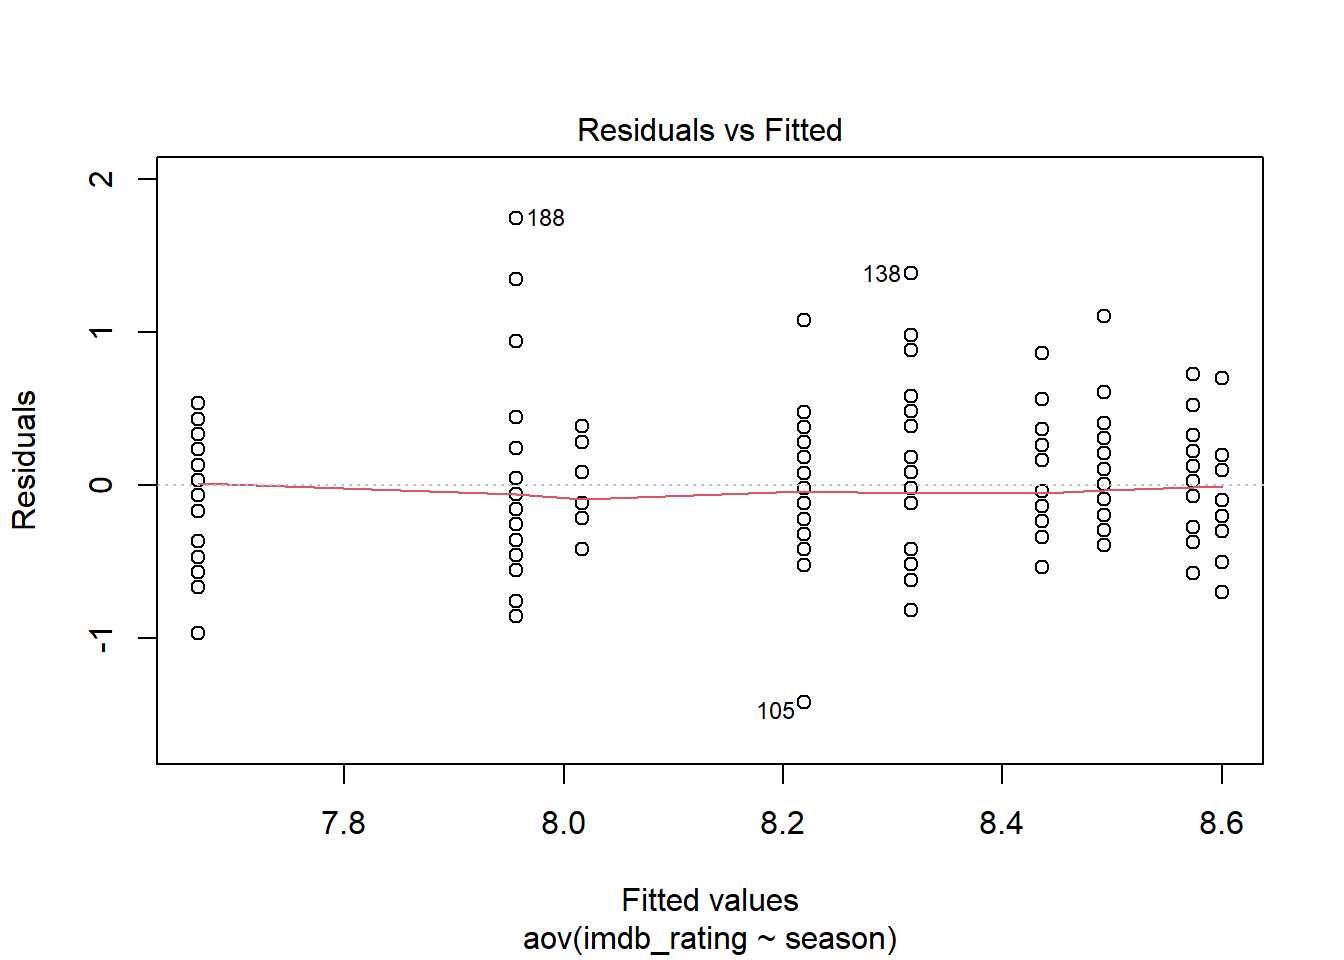 Residuals vs Fitted
2
1
0
-1
Residuals
188
138
105
7.8 8.0 8.2 8.4 8.6
Fitted values
aov(imdb_rating ~ season)